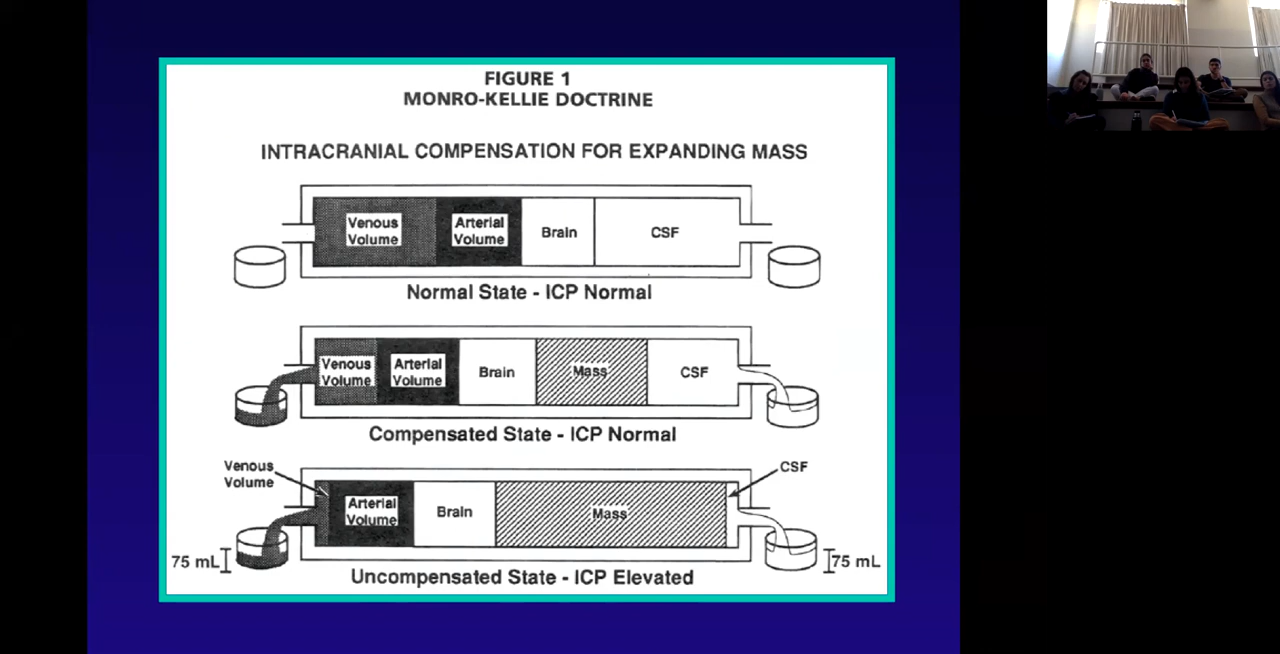 FIGURE 1
MONRO-KELLIE DOCTRINE
INTRACRANIAL COMPENSATION FOR EXPANDING MASS
Venous
Volume
Arterial
Volume
Brain
CSF
Normal State - ICP Normal
Venous
Volume
Arterial
Volume
Brain
Mass
CSF
Compensated State - ICP Normal
Venous
Volume
CSF
Arterial
Volume
Brain
Mass
75 mL
75 mL
Uncompensated State - ICP Elevated